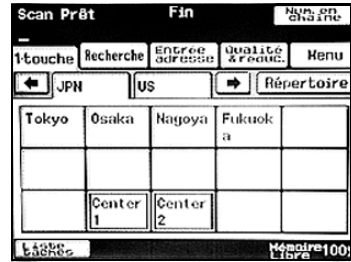 Scan Prêt Fin Num.en chaîne
1-touche Recherche Entrée adresse Qualité & réduc. Menu
JPN US Répertoire
Tokyo Osaka Nagoya Fukuok
a
Center Center
1 2
Liste tâches Mémoire Libre 100%